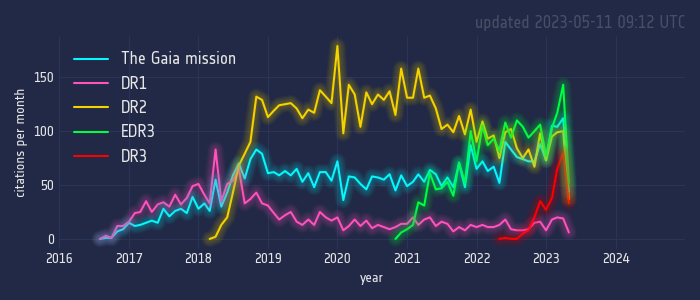 updated 2023-05-11 09:12 UTC
The Gaia mission
DR1
DR2
EDR3
DR3
citations per month
150
100
50
0
2016 2017 2018 2019 2020 2021 2022 2023 2024
year